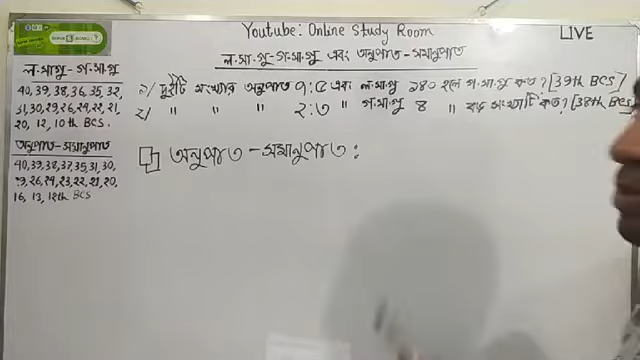 Youtube: Online Study Room
LIVE
ল.সা.গু-গ.সা.গু এবং অনুপাত-সমানুপাত
ল.সাগু-গ.সা.গু
40, 39, 38, 36, 35, 32,
31, 30, 29, 26, 24, 22, 21,
20, 12, 10th BCS.
অনুপাত-সমানুপাত
40, 39, 38, 37, 35, 31, 30,
29, 26, 24, 23, 22, 21, 20,
16, 13, 12th BCS
১/ দুইটি সংখ্যার অনুপাত ৭:৫ এবং ল.সা.গু ১৪০ হলে গ.সা.গু কত? [39th BCS]
২/ " " " ২:৩ " গ.সা.গু ৪ " বড় সংখ্যাটি কত? [38th BCS]
অনুপাত-সমানুপাত: